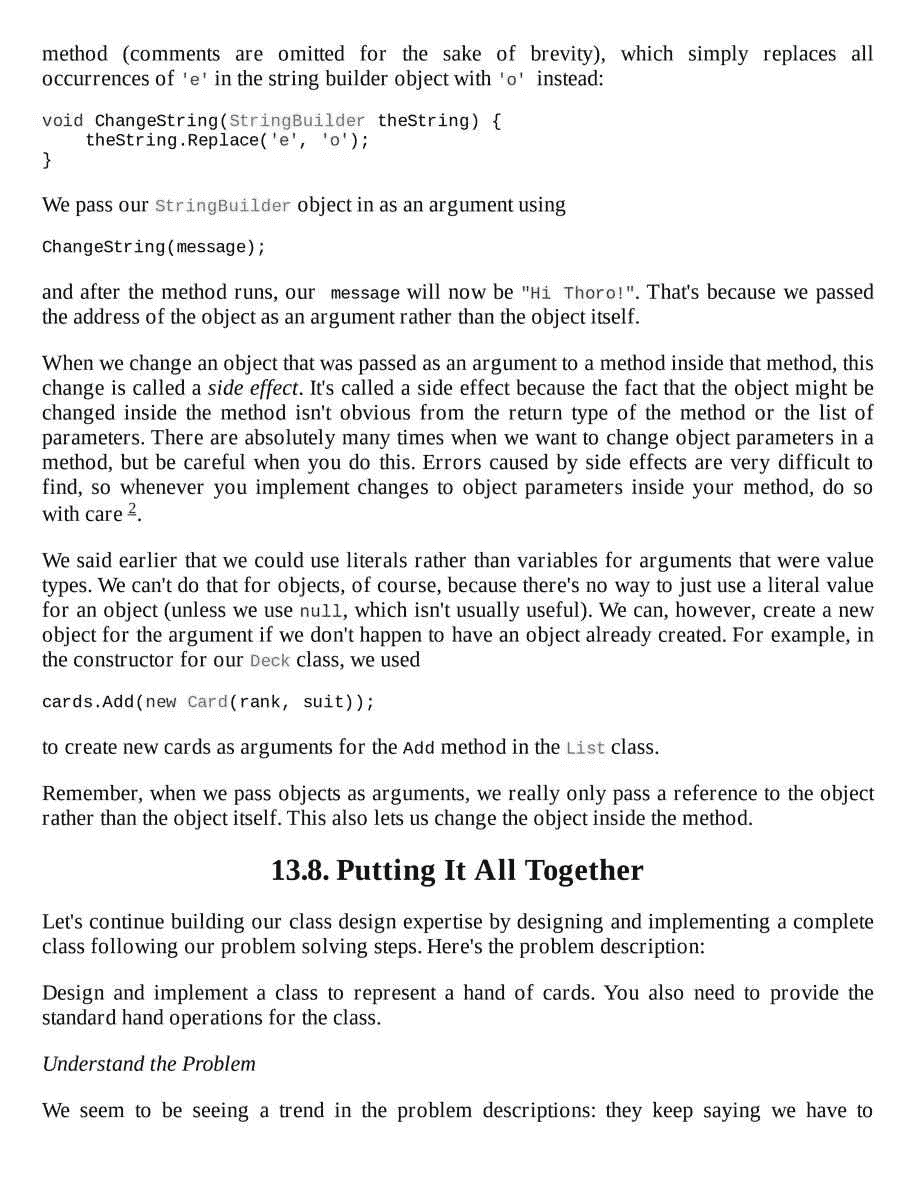 method (comments are omitted for the sake of brevity), which simply replaces all
occurrences of 'e' in the string builder object with 'o' instead:
void ChangeString(StringBuilder theString) {
    theString.Replace('e', 'o');
}
We pass our StringBuilder object in as an argument using
ChangeString(message);
and after the method runs, our message will now be "Hi Thoro!". That's because we passed
the address of the object as an argument rather than the object itself.
When we change an object that was passed as an argument to a method inside that method, this
change is called a side effect. It's called a side effect because the fact that the object might be
changed inside the method isn't obvious from the return type of the method or the list of
parameters. There are absolutely many times when we want to change object parameters in a
method, but be careful when you do this. Errors caused by side effects are very difficult to
find, so whenever you implement changes to object parameters inside your method, do so
with care 2.
We said earlier that we could use literals rather than variables for arguments that were value
types. We can't do that for objects, of course, because there's no way to just use a literal value
for an object (unless we use null, which isn't usually useful). We can, however, create a new
object for the argument if we don't happen to have an object already created. For example, in
the constructor for our Deck class, we used
cards.Add(new Card(rank, suit));
to create new cards as arguments for the Add method in the List class.
Remember, when we pass objects as arguments, we really only pass a reference to the object
rather than the object itself. This also lets us change the object inside the method.
13.8. Putting It All Together
Let's continue building our class design expertise by designing and implementing a complete
class following our problem solving steps. Here's the problem description:
Design and implement a class to represent a hand of cards. You also need to provide the
standard hand operations for the class.
Understand the Problem
We seem to be seeing a trend in the problem descriptions: they keep saying we have to